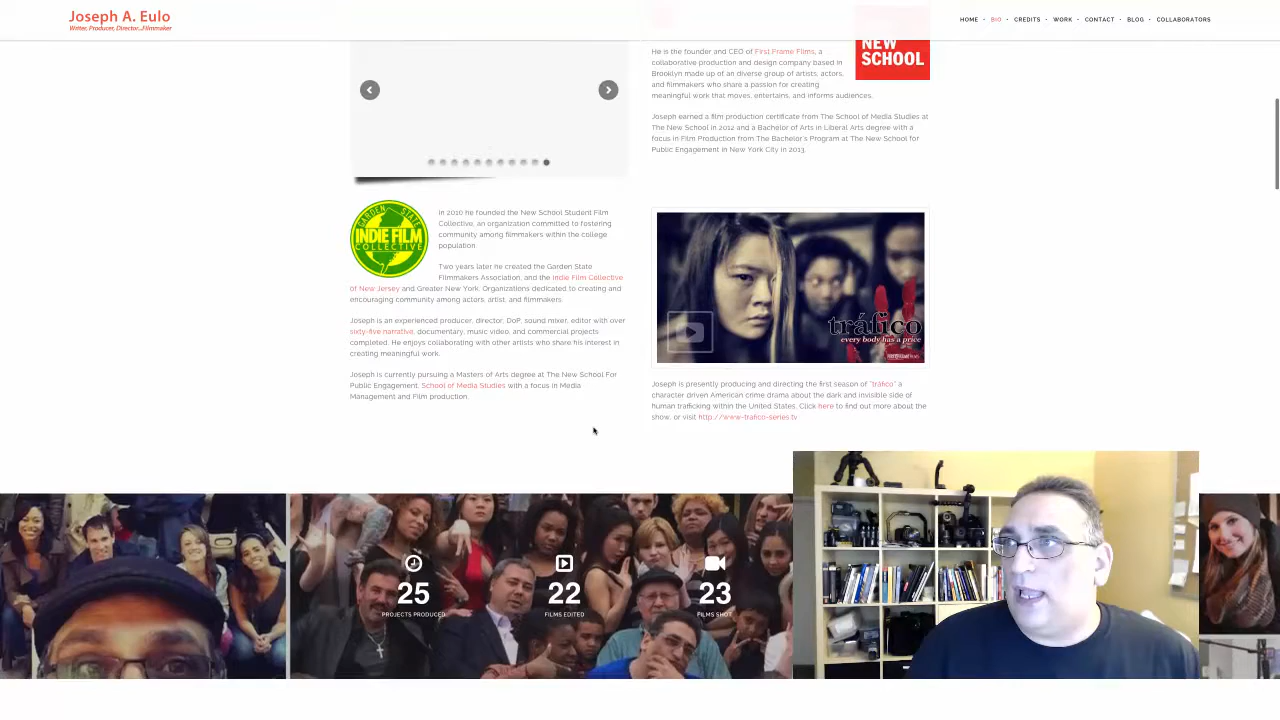 Joseph A. Eulo
Writer, Producer, Director...Filmmaker
HOME • BIO • CREDITS • WORK • CONTACT • BLOG • COLLABORATORS
NEW
SCHOOL
He is the founder and CEO of First Frame Films, a
collaborative production and design company based in
Brooklyn made up of an diverse group of artists, actors,
and filmmakers who share a passion for creating
meaningful work that moves, entertains, and informs audiences.
Joseph earned a film production certificate from The School of Media Studies at
The New School in 2012 and a Bachelor of Arts in Liberal Arts degree with a
focus in Film Production from The Bachelor's Program at The New School for
Public Engagement in New York City in 2013.
GARDEN STATE
INDIE FILM
COLLECTIVE
In 2010 he founded the New School Student Film
Collective, an organization committed to fostering
community among filmmakers within the college
population.
Two years later he created the Garden State
Filmmakers Association, and the Indie Film Collective
of New Jersey and Greater New York. Organizations dedicated to creating and
encouraging community among actors, artist, and filmmakers.
Joseph is an experienced producer, director, DoP, sound mixer, editor with over
sixty-five narrative, documentary, music video, and commercial projects
completed. He enjoys collaborating with other artists who share his interest in
creating meaningful work.
Joseph is currently pursuing a Masters of Arts degree at The New School For
Public Engagement, School of Media Studies with a focus in Media
Management and Film production.
tráfico
every body has a price
Joseph is presently producing and directing the first season of "tráfico" a
character driven American crime drama about the dark and invisible side of
human trafficking within the United States. Click here to find out more about the
show, or visit http://www-trafico-series.tv
25
PROJECTS PRODUCED
22
FILMS EDITED
23
FILMS SHOT